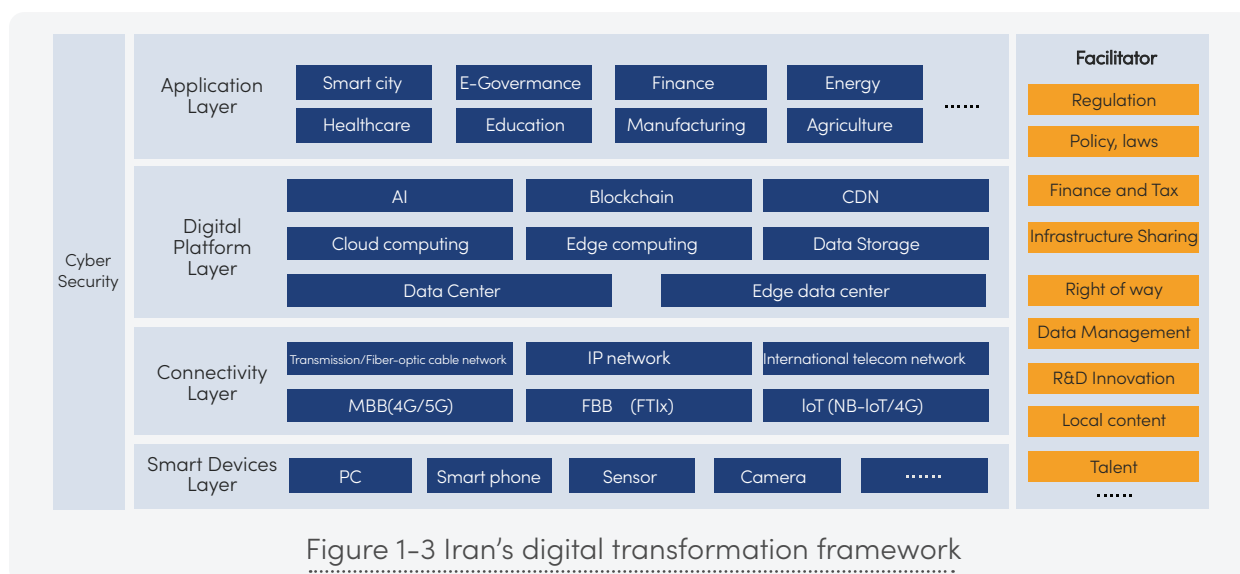 Cyber
Security
Application
Layer
Smart city
E-Govermance
Finance
Energy
Healthcare
Education
Manufacturing
Agriculture
......
Digital
Platform
Layer
AI
Blockchain
CDN
Cloud computing
Edge computing
Data Storage
Data Center
Edge data center
Connectivity
Layer
Transmission/Fiber-optic cable network
IP network
International telecom network
MBB(4G/5G)
FBB (FTIx)
IoT (NB-IoT/4G)
Smart Devices
Layer
PC
Smart phone
Sensor
Camera
......
Facilitator
Regulation
Policy, laws
Finance and Tax
Infrastructure Sharing
Right of way
Data Management
R&D Innovation
Local content
Talent
......
Figure 1-3 Iran's digital transformation framework